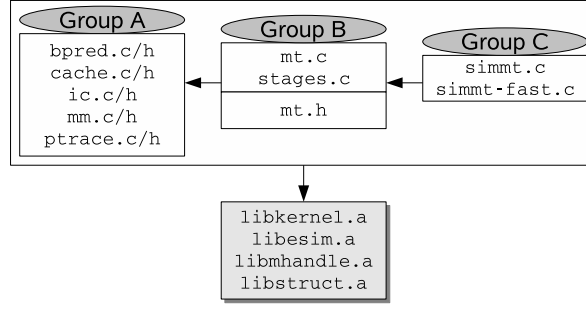 Group A
bpred.c/h
cache.c/h
ic.c/h
mm.c/h
ptrace.c/h
Group B
mt.c
stages.c
mt.h
Group C
simmt.c
simmt-fast.c
libkernel.a
libesim.a
libmhandle.a
libstruct.a